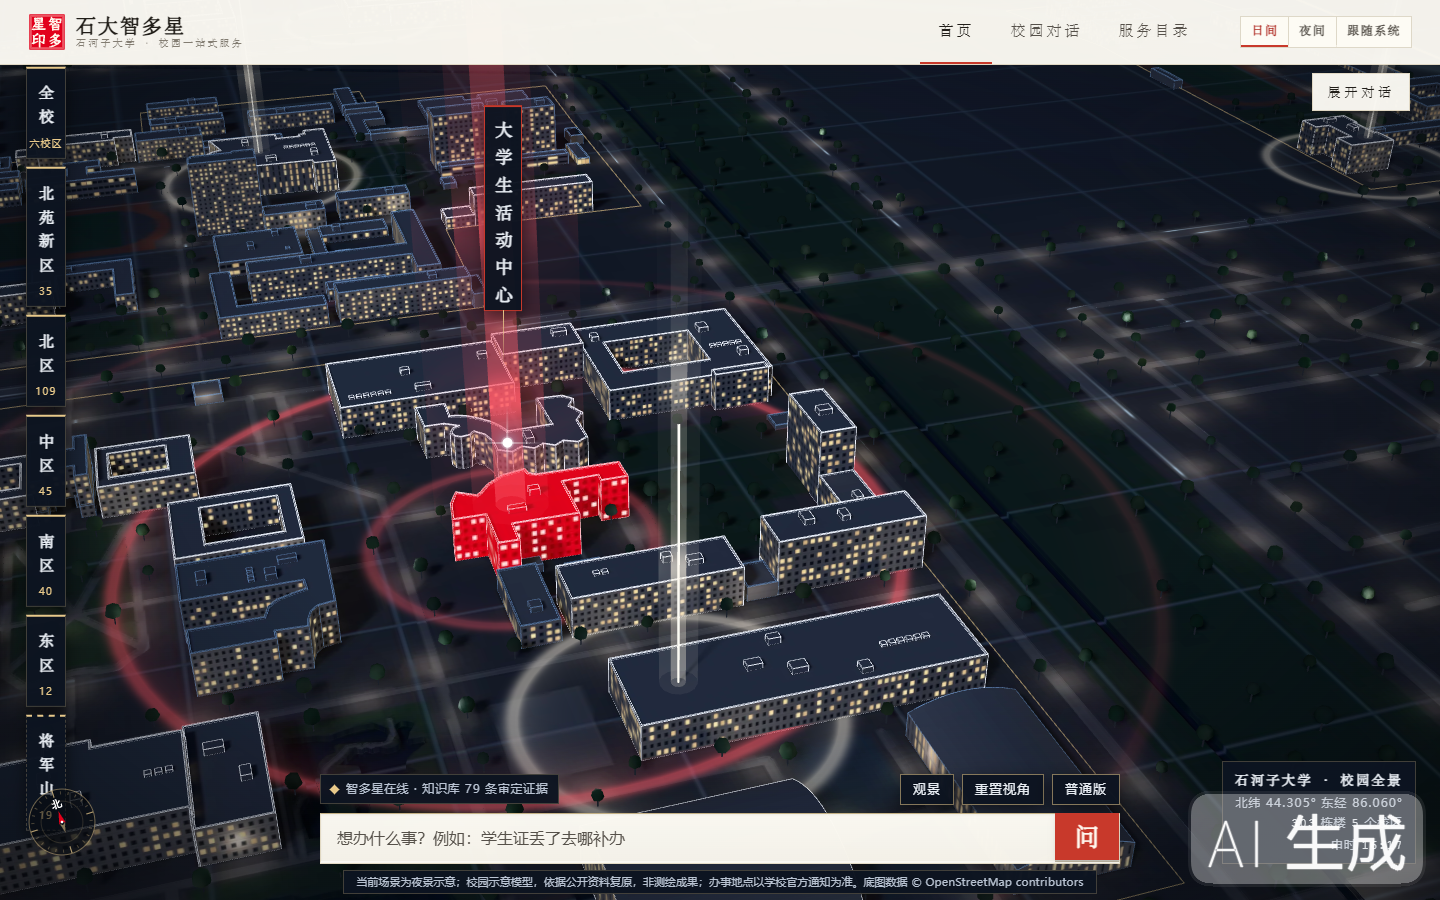 星智
印多
石大智多星
石河子大学 · 校园一站式服务
首页
校园对话
服务目录
日间
夜间
跟随系统
展开对话
全校
六校区
北苑新区
35
北区
109
中区
45
南区
40
东区
12
将军山
19
北
大学生活动中心
智多星在线 · 知识库 79 条审定证据
观景
重置视角
普通版
想办什么事？例如：学生证丢了去哪补办
问
当前场景为夜景示意；校园示意模型，依据公开资料复原，非测绘成果；办事地点以学校官方通知为准。底图数据 © OpenStreetMap contributors
石河子大学 · 校园全景
北纬 44.305° 东经 86.060°
AI 生成